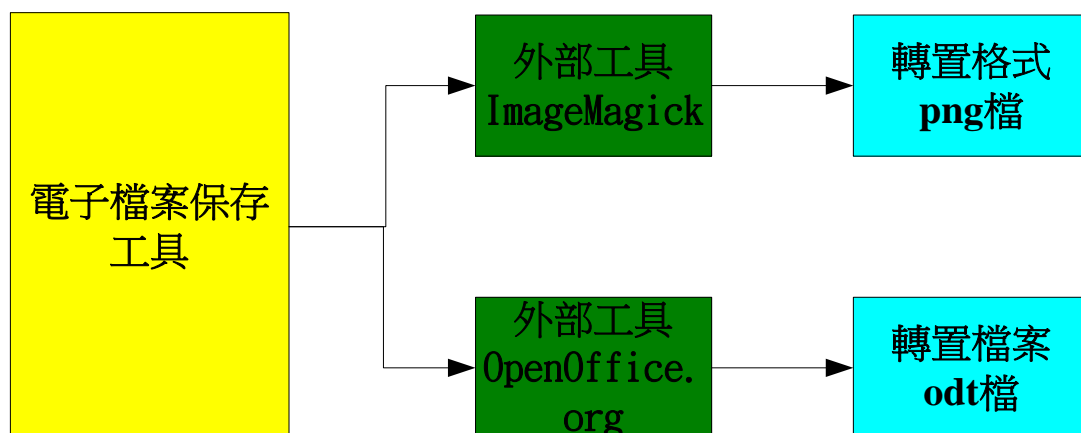 電子檔案保存
工具
外部工具
ImageMagick
轉置格式
png檔
外部工具
OpenOffice.
org
轉置檔案
odt檔